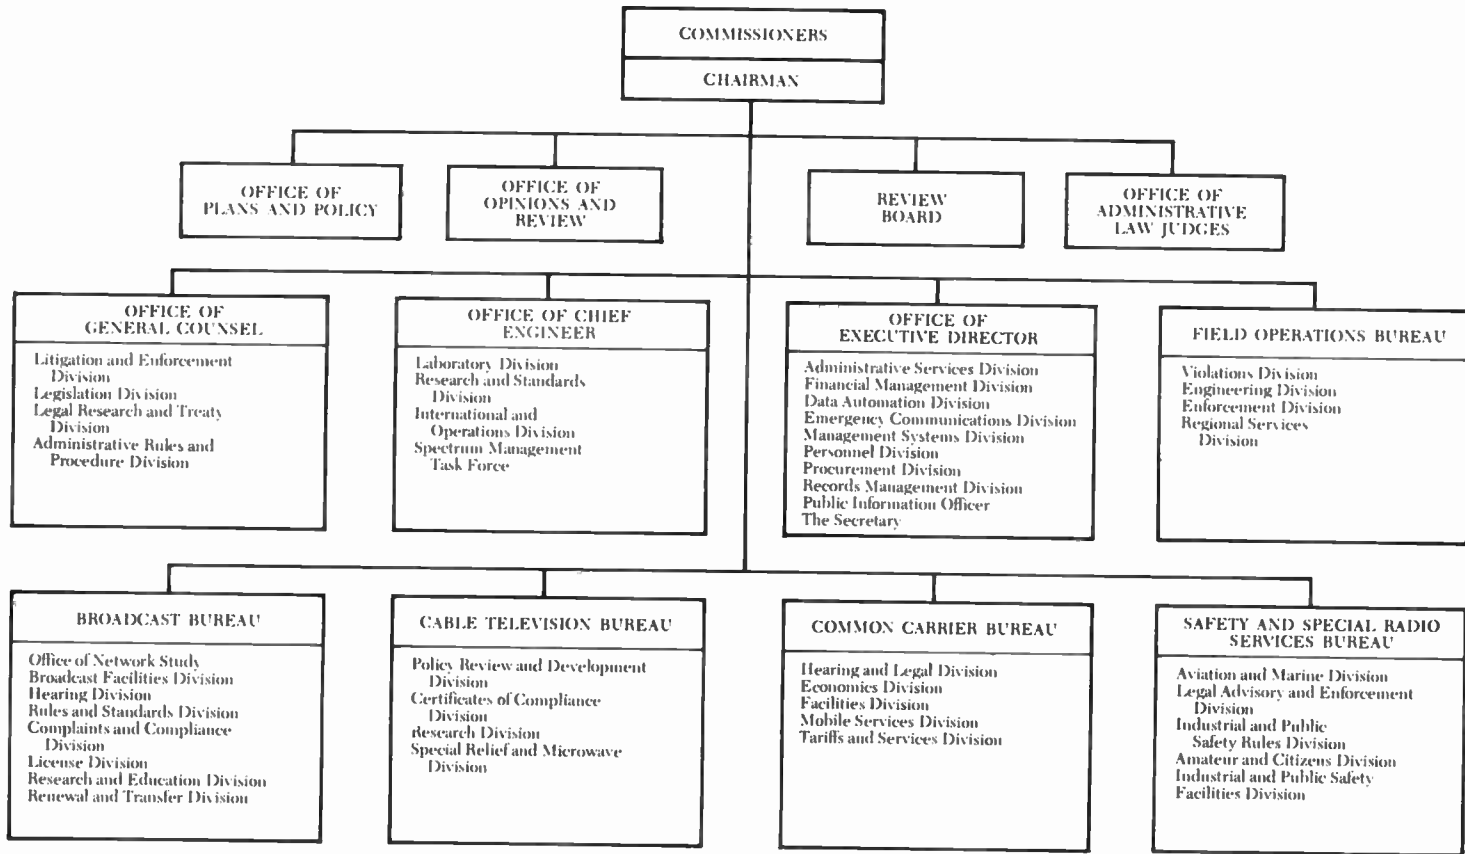 COMMISSIONERS
CHAIRMAN
OFFICE OF
PLANS AND POLICY
OFFICE OF
OPINIONS AND
REVIEW
REVIEW
BOARD
OFFICE OF
ADMINISTRATIVE
LAW JUDGES
OFFICE OF
GENERAL COUNSEL
Litigation and Enforcement
Division
Legislation Division
Legal Research and Treaty
Division
Administrative Rules and
Procedure Division
OFFICE OF CHIEF
ENGINEER
Laboratory Division
Research and Standards
Division
International and
Operations Division
Spectrum Management
Task Force
OFFICE OF
EXECUTIVE DIRECTOR
Administrative Services Division
Financial Management Division
Data Automation Division
Emergency Communications Division
Management Systems Division
Personnel Division
Procurement Division
Records Management Division
Public Information Officer
The Secretary
FIELD OPERATIONS BUREAU
Violations Division
Engineering Division
Enforcement Division
Regional Services
Division
BROADCAST BUREAU
Office of Network Study
Broadcast Facilities Division
Hearing Division
Rules and Standards Division
Complaints and Compliance
Division
License Division
Research and Education Division
Renewal and Transfer Division
CABLE TELEVISION BUREAU
Policy Review and Development
Division
Certificates of Compliance
Division
Research Division
Special Relief and Microwave
Division
COMMON CARRIER BUREAU
Hearing and Legal Division
Economics Division
Facilities Division
Mobile Services Division
Tariffs and Services Division
SAFETY AND SPECIAL RADIO
SERVICES BUREAU
Aviation and Marine Division
Legal Advisory and Enforcement
Division
Industrial and Public
Safety Rules Division
Amateur and Citizens Division
Industrial and Public Safety
Facilities Division